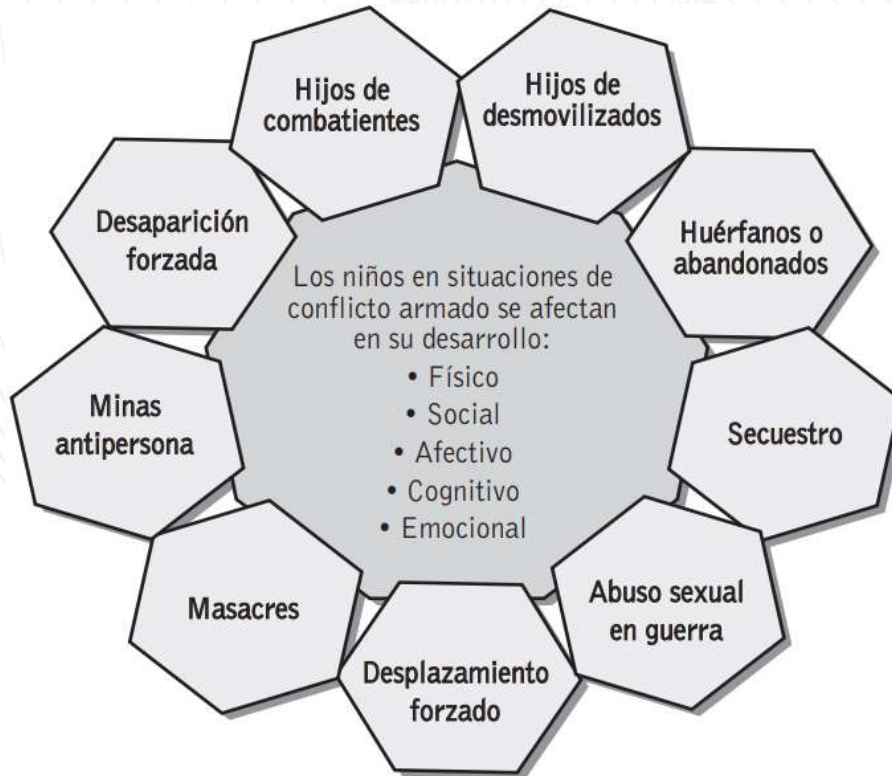 Hijos de
combatientes
Hijos de
desmovilizados
Desaparición
forzada
Huérfanos o
abandonados
Los niños en situaciones de
conflicto armado se afectan
en su desarrollo:
• Físico
• Social
• Afectivo
• Cognitivo
• Emocional
Minas
antipersona
Secuestro
Masacres
Abuso sexual
en guerra
Desplazamiento
forzado